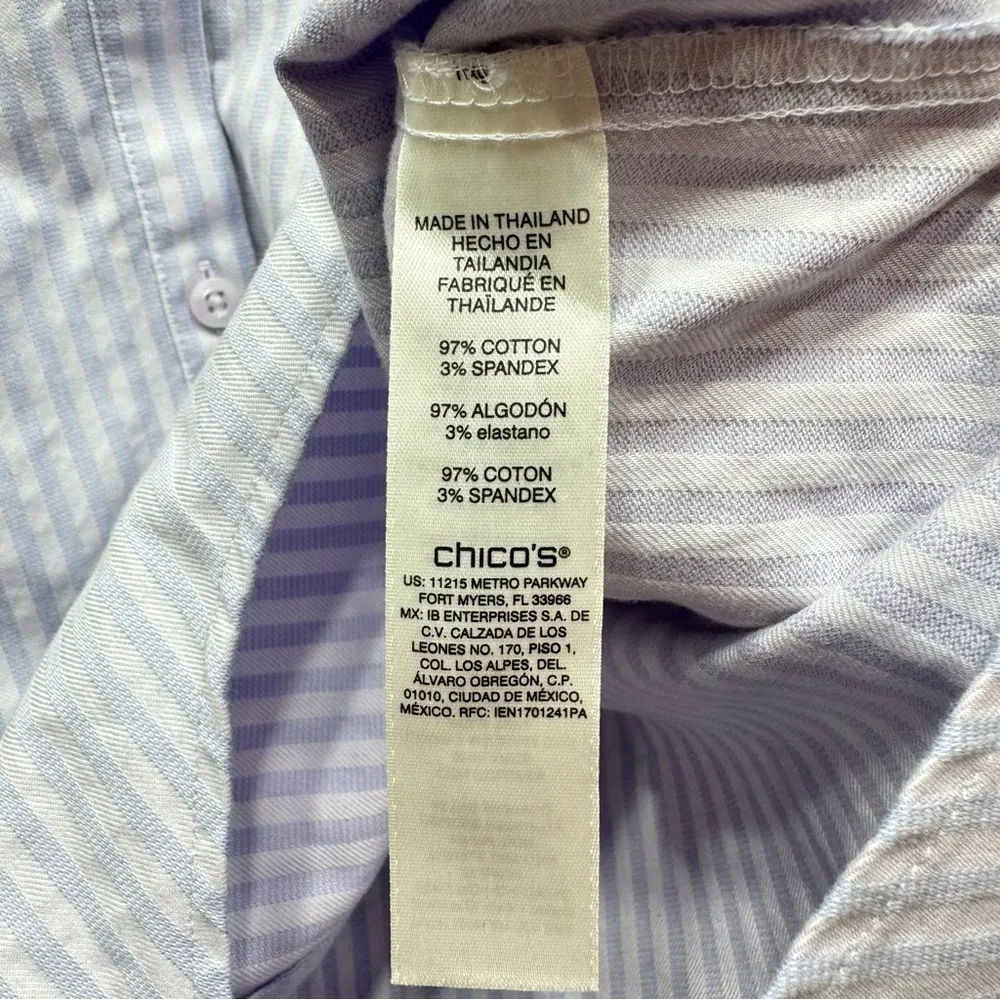 MADE IN THAILAND
HECHO EN
TAILANDIA
FABRIQUÉ EN
THAÏLANDE
97% COTTON
3% SPANDEX
97% ALGODÓN
3% elastano
97% COTON
3% SPANDEX
chico's®
US: 11215 METRO PARKWAY
FORT MYERS, FL 33966
MX: IB ENTERPRISES S.A. DE
C.V. CALZADA DE LOS
LEONES NO. 170, PISO 1,
COL. LOS ALPES, DEL.
ÁLVARO OBREGÓN, C.P.
01010, CIUDAD DE MÉXICO,
MÉXICO. RFC: IEN1701241PA